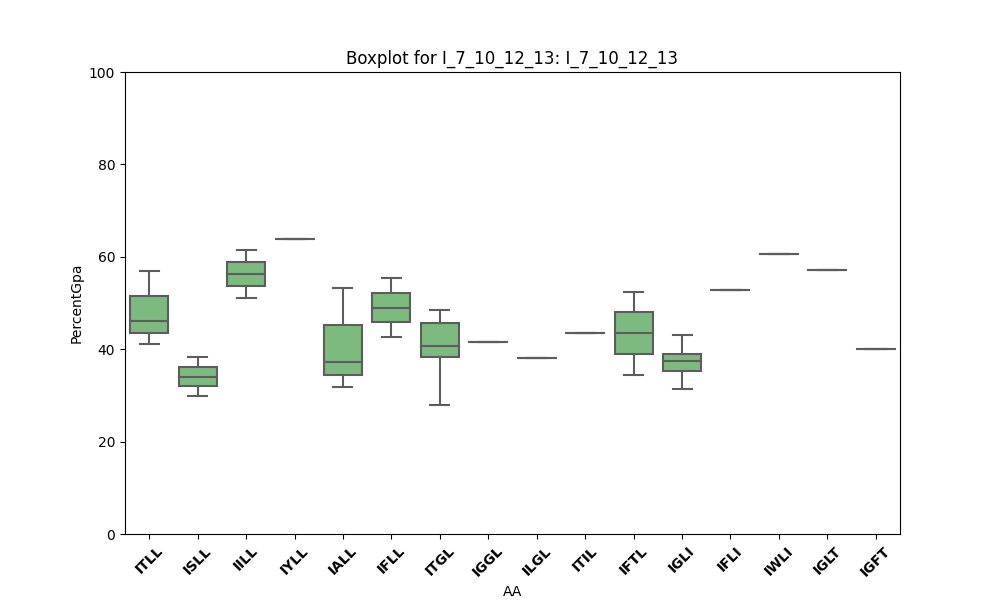 Boxplot for I_7_10_12_13: I_7_10_12_13
100
80
60
40
20
0
PercentGpa
ITLL ISLL IILL IYLL IALL IFLL ITGL IGGL ILGL ITIL IFTL IGLI IFLI IWLI IGLT IGFT
AA